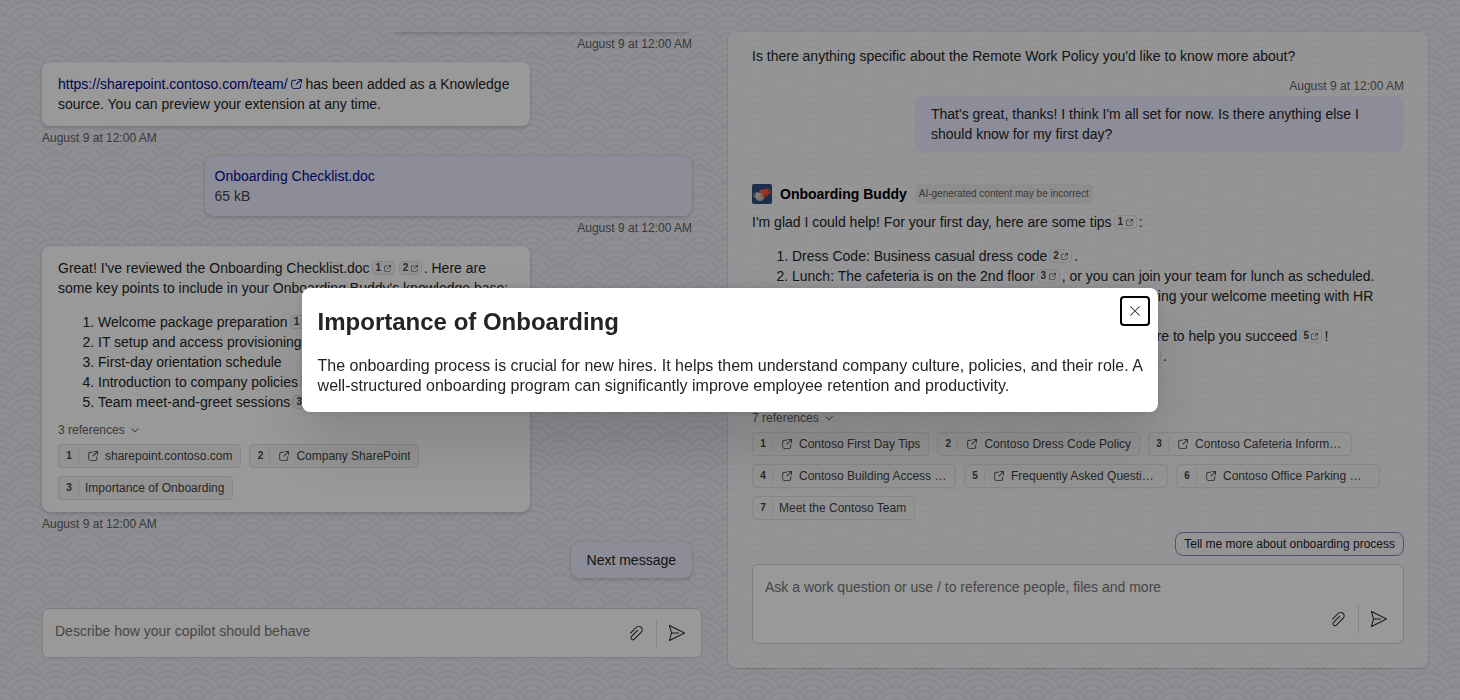 August 9 at 12:00 AM
https://sharepoint.contoso.com/team/ has been added as a Knowledge
source. You can preview your extension at any time.
August 9 at 12:00 AM
Onboarding Checklist.doc
65 kB
August 9 at 12:00 AM
Great! I've reviewed the Onboarding Checklist.doc 1 2 . Here are
some key points to include in your Onboarding Buddy's knowledge base:
1. Welcome package preparation 1
2. IT setup and access provisioning
3. First-day orientation schedule
4. Introduction to company policies
5. Team meet-and-greet sessions 3
3 references
1 sharepoint.contoso.com 2 Company SharePoint
3 Importance of Onboarding
August 9 at 12:00 AM
Next message
Describe how your copilot should behave
Importance of Onboarding
The onboarding process is crucial for new hires. It helps them understand company culture, policies, and their role. A
well-structured onboarding program can significantly improve employee retention and productivity.
Is there anything specific about the Remote Work Policy you'd like to know more about?
August 9 at 12:00 AM
That's great, thanks! I think I'm all set for now. Is there anything else I
should know for my first day?
Onboarding Buddy AI-generated content may be incorrect
I'm glad I could help! For your first day, here are some tips 1 :
1. Dress Code: Business casual dress code 2 .
2. Lunch: The cafeteria is on the 2nd floor 3 , or you can join your team for lunch as scheduled.
your welcome meeting with HR
to help you succeed 5 !
.
7 references
1 Contoso First Day Tips 2 Contoso Dress Code Policy 3 Contoso Cafeteria Inform…
4 Contoso Building Access … 5 Frequently Asked Questi… 6 Contoso Office Parking …
7 Meet the Contoso Team
Tell me more about onboarding process
Ask a work question or use / to reference people, files and more